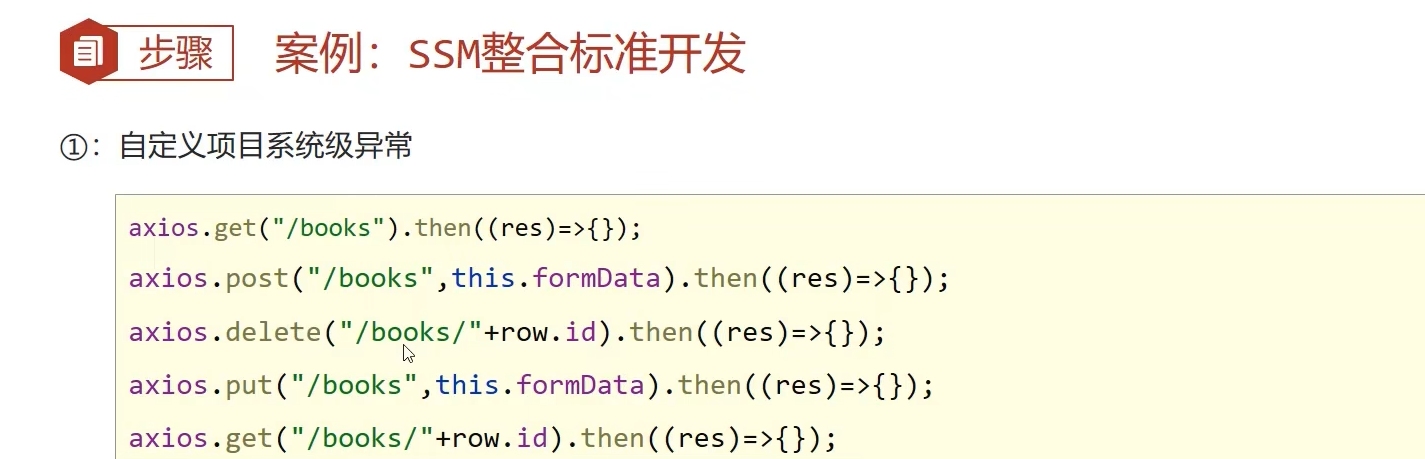 步骤 案例：SSM整合标准开发
①：自定义项目系统级异常
axios.get("/books").then((res)=>{});
axios.post("/books",this.formData).then((res)=>{});
axios.delete("/books/"+row.id).then((res)=>{});
axios.put("/books",this.formData).then((res)=>{});
axios.get("/books/"+row.id).then((res)=>{});